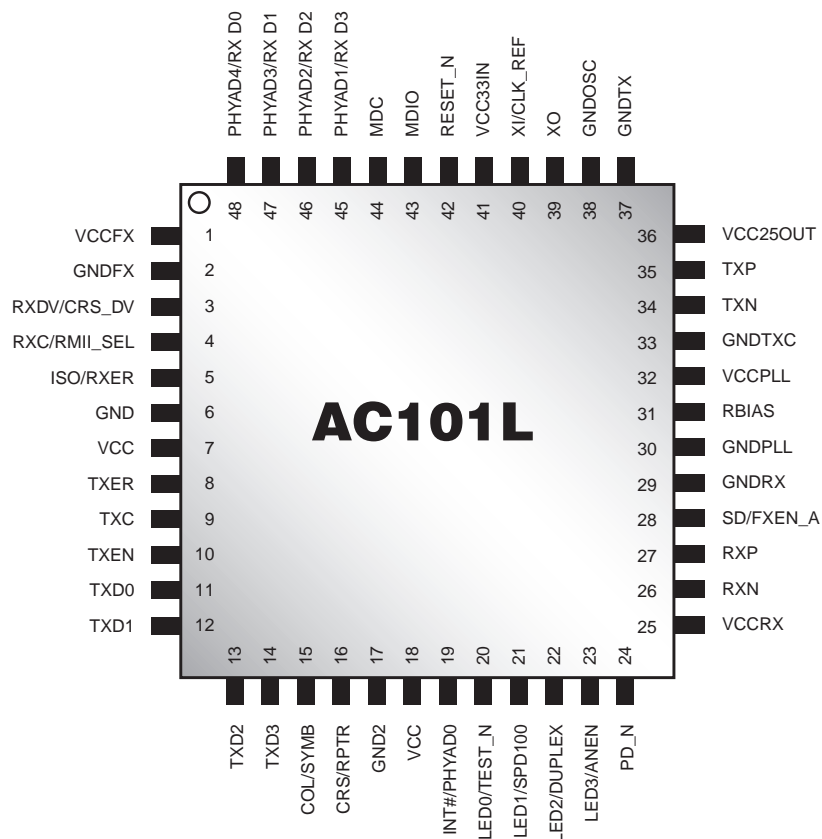 PHYAD4/RX D0
PHYAD3/RX D1
PHYAD2/RX D2
PHYAD1/RX D3
MDC
MDIO
RESET_N
VCC33IN
XI/CLK_REF
XO
GNDOSC
GNDTX
48
47
46
45
44
43
42
41
40
39
38
37
VCCFX 1
GNDFX 2
RXDV/CRS_DV 3
RXC/RMII_SEL 4
ISO/RXER 5
GND 6
VCC 7
TXER 8
TXC 9
TXEN 10
TXD0 11
TXD1 12
AC101L
36 VCC25OUT
35 TXP
34 TXN
33 GNDTXC
32 VCCPLL
31 RBIAS
30 GNDPLL
29 GNDRX
28 SD/FXEN_A
27 RXP
26 RXN
25 VCCRX
13
14
15
16
17
18
19
20
21
22
23
24
TXD2
TXD3
COL/SYMB
CRS/RPTR
GND2
VCC
INT#/PHYAD0
LED0/TEST_N
LED1/SPD100
LED2/DUPLEX
LED3/ANEN
PD_N